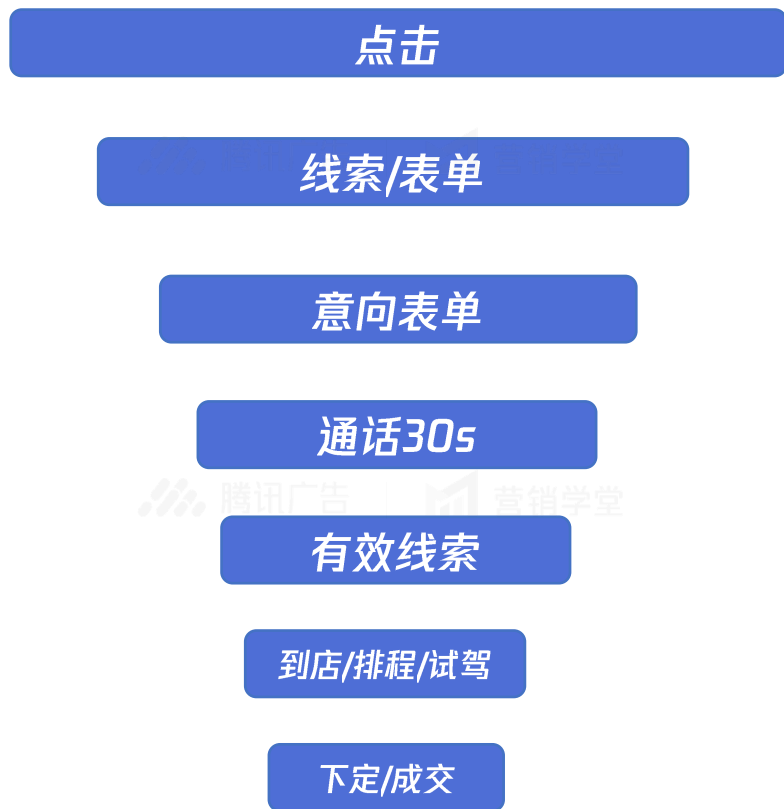 点击
线索/表单
意向表单
通话30s
腾讯广告 营销学堂
有效线索
到店/排程/试驾
下定/成交